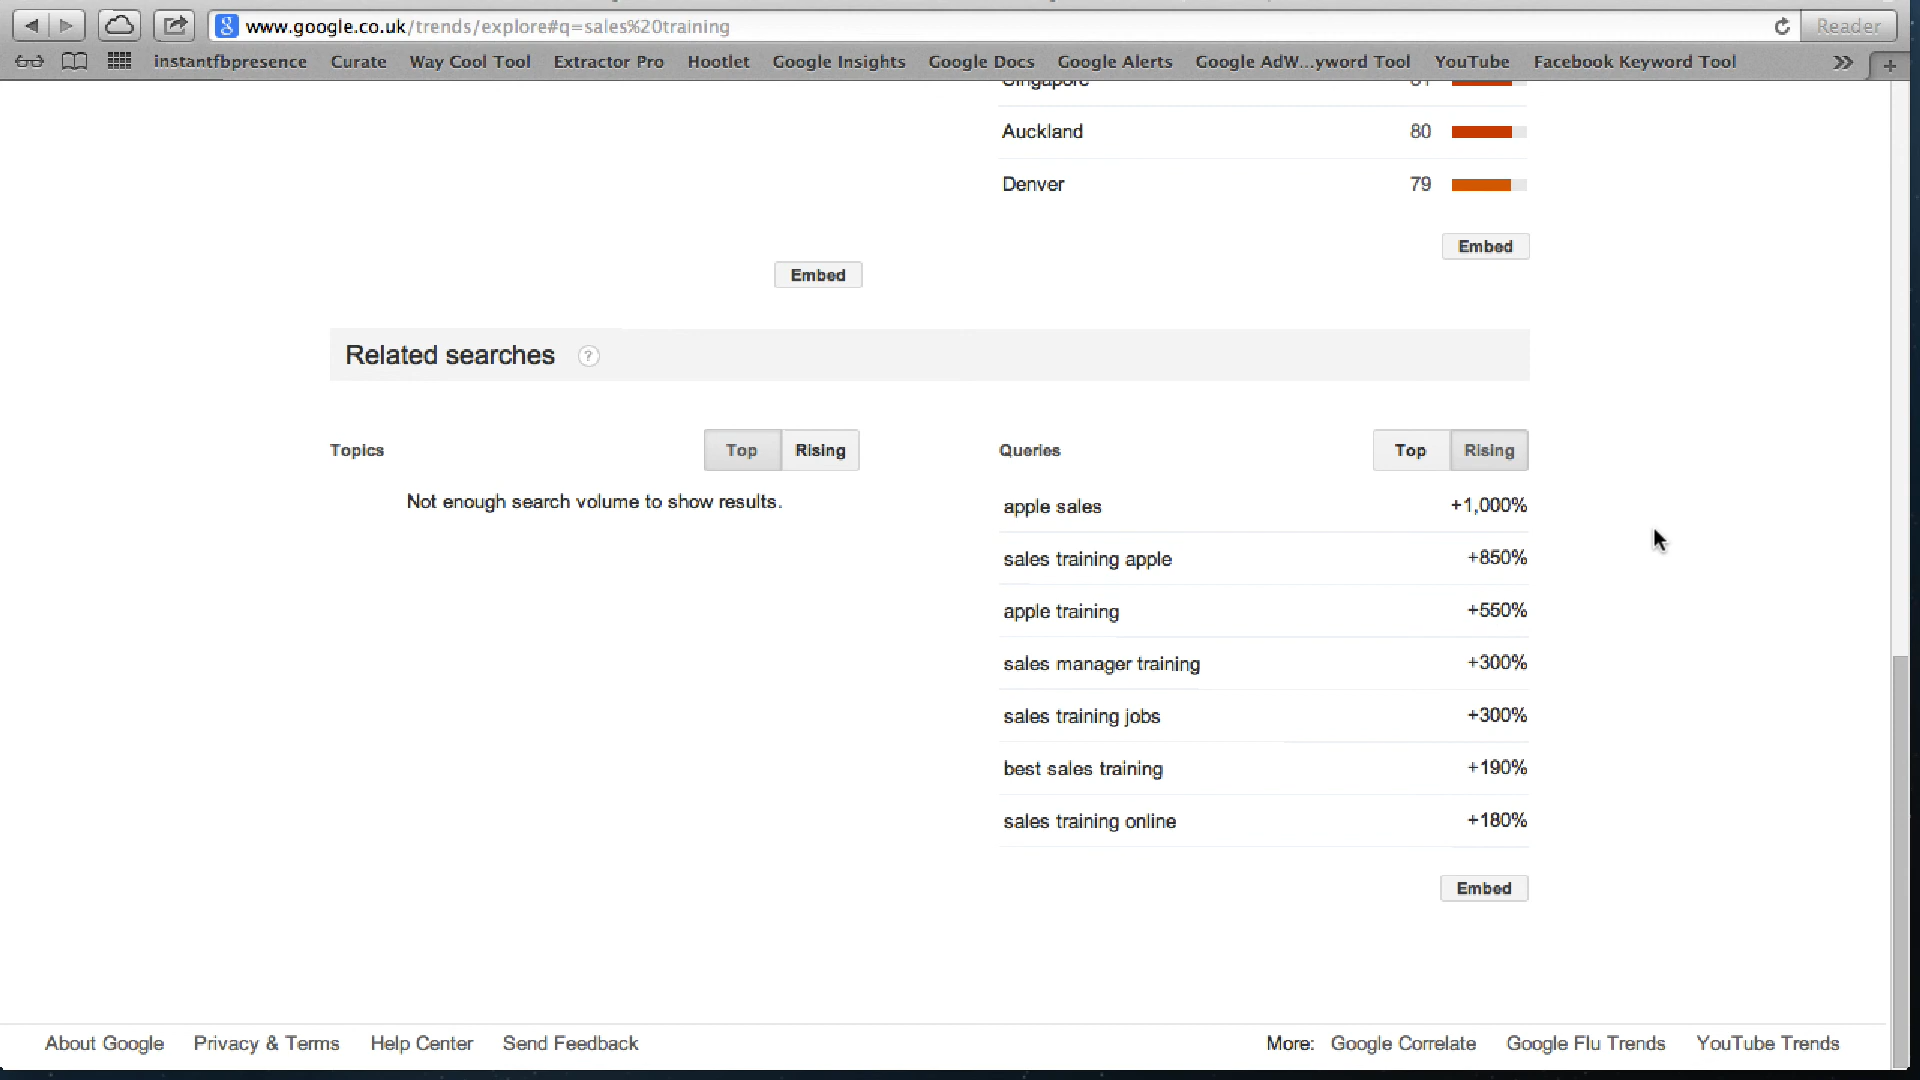 www.google.co.uk/trends/explore#q=sales%20training
Reader
instantfbpresence Curate Way Cool Tool Extractor Pro Hootlet Google Insights Google Docs Google Alerts Google AdW...yword Tool YouTube Facebook Keyword Tool
Singapore 81
Auckland 80
Denver 79
Embed
Embed
Related searches ?
Topics Top Rising
Not enough search volume to show results.
Queries Top Rising
apple sales +1,000%
sales training apple +850%
apple training +550%
sales manager training +300%
sales training jobs +300%
best sales training +190%
sales training online +180%
Embed
About Google Privacy & Terms Help Center Send Feedback
More: Google Correlate Google Flu Trends YouTube Trends